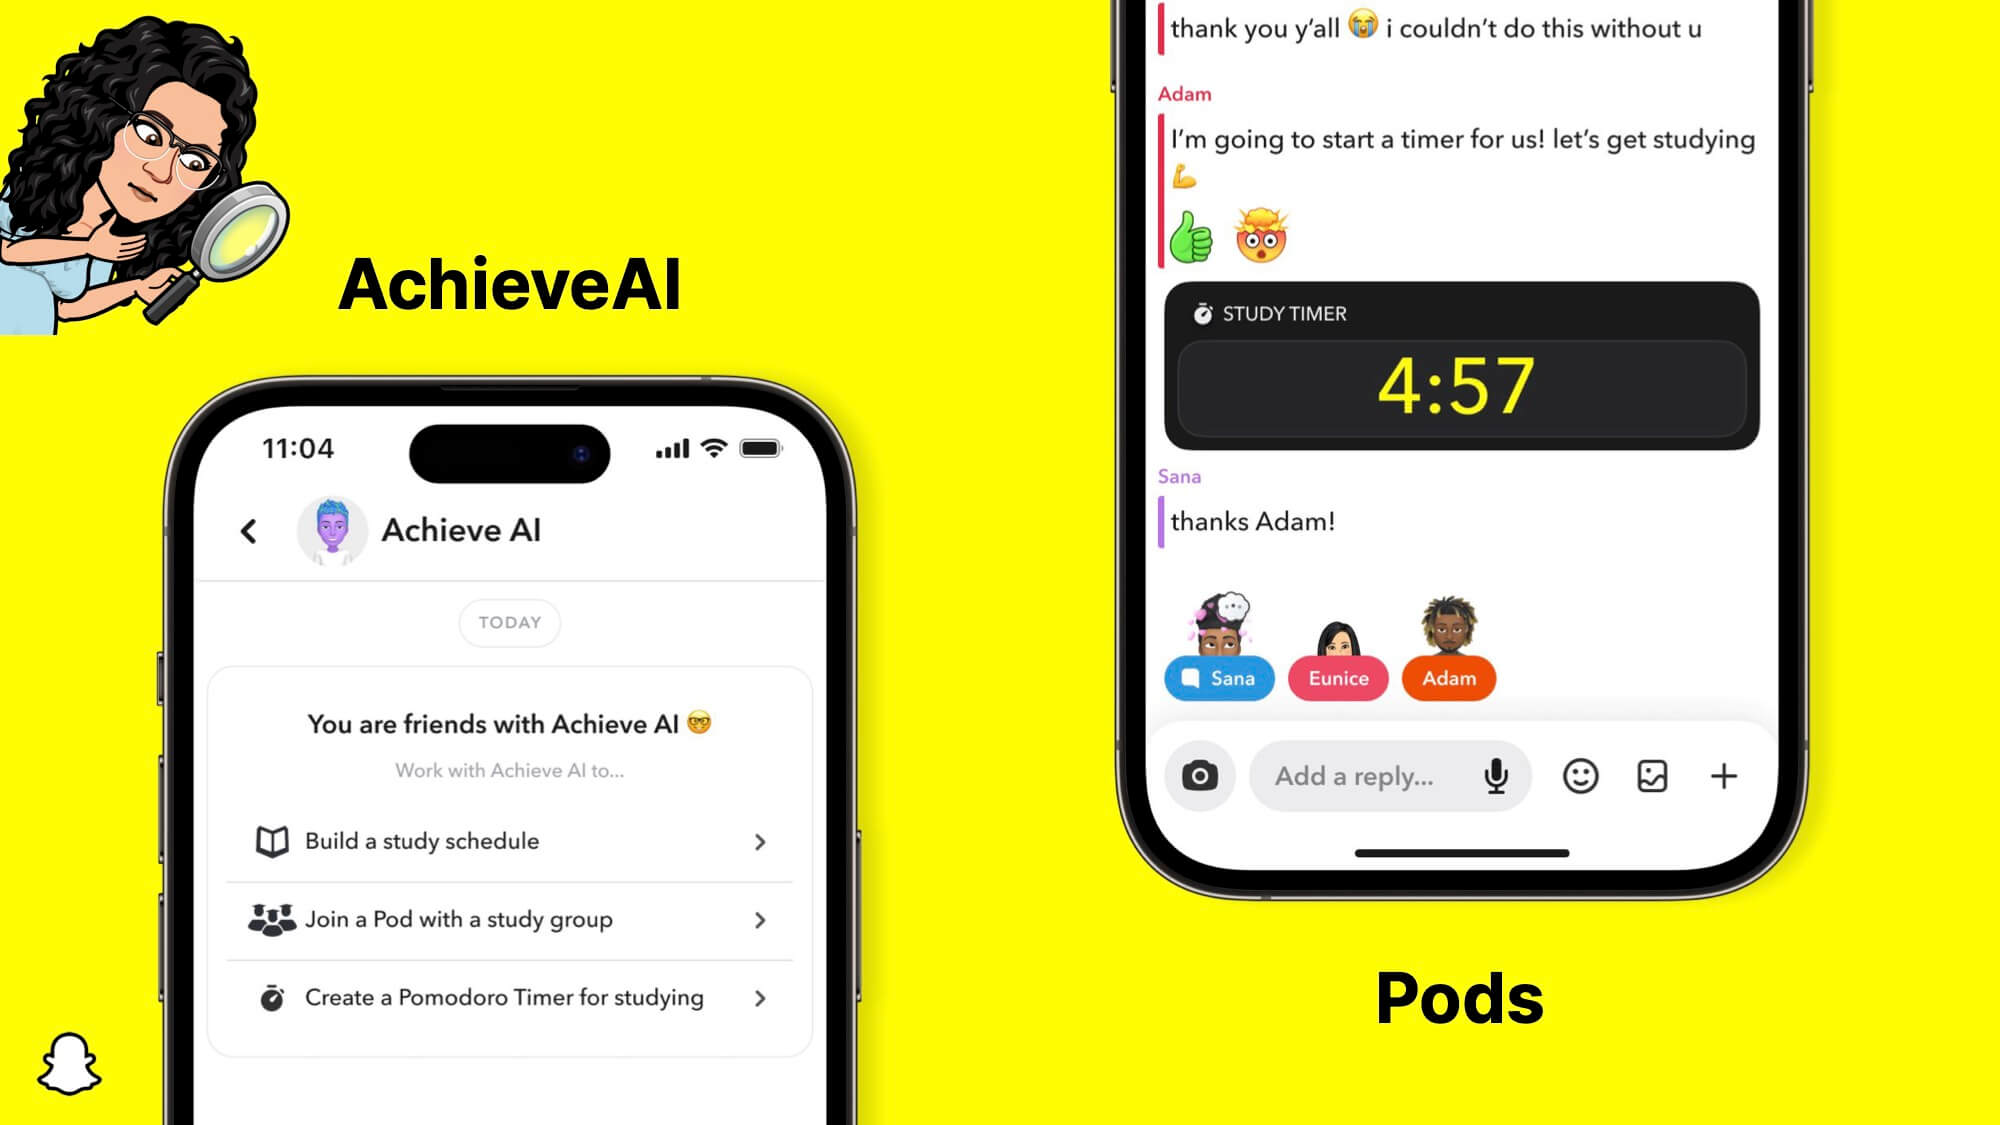 AchieveAI
11:04
Achieve AI
TODAY
You are friends with Achieve AI 🤓
Work with Achieve AI to...
Build a study schedule
Join a Pod with a study group
Create a Pomodoro Timer for studying
thank you y’all 😭 i couldn’t do this without u
Adam
I’m going to start a timer for us! let’s get studying
💪
👍 🤯
STUDY TIMER
4:57
Sana
thanks Adam!
Sana Eunice Adam
Add a reply...
Pods